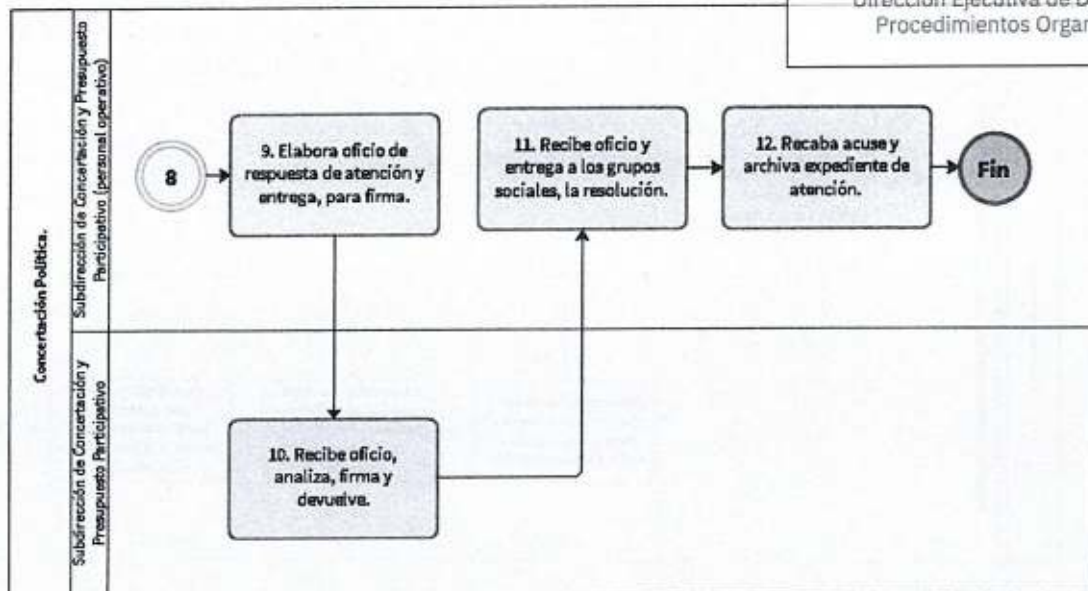 Dirección Ejecutiva de D
Procedimientos Organ
Concertación Política.
Subdirección de Concertación y Presupuesto
Participativo (personal operativo)
8
9. Elabora oficio de
respuesta de atención y
entrega, para firma.
11. Recibe oficio y
entrega a los grupos
sociales, la resolución.
12. Recaba acuse y
archiva expediente de
atención.
Fin
Subdirección de Concertación y
Presupuesto Participativo
10. Recibe oficio,
analiza, firma y
devuelve.